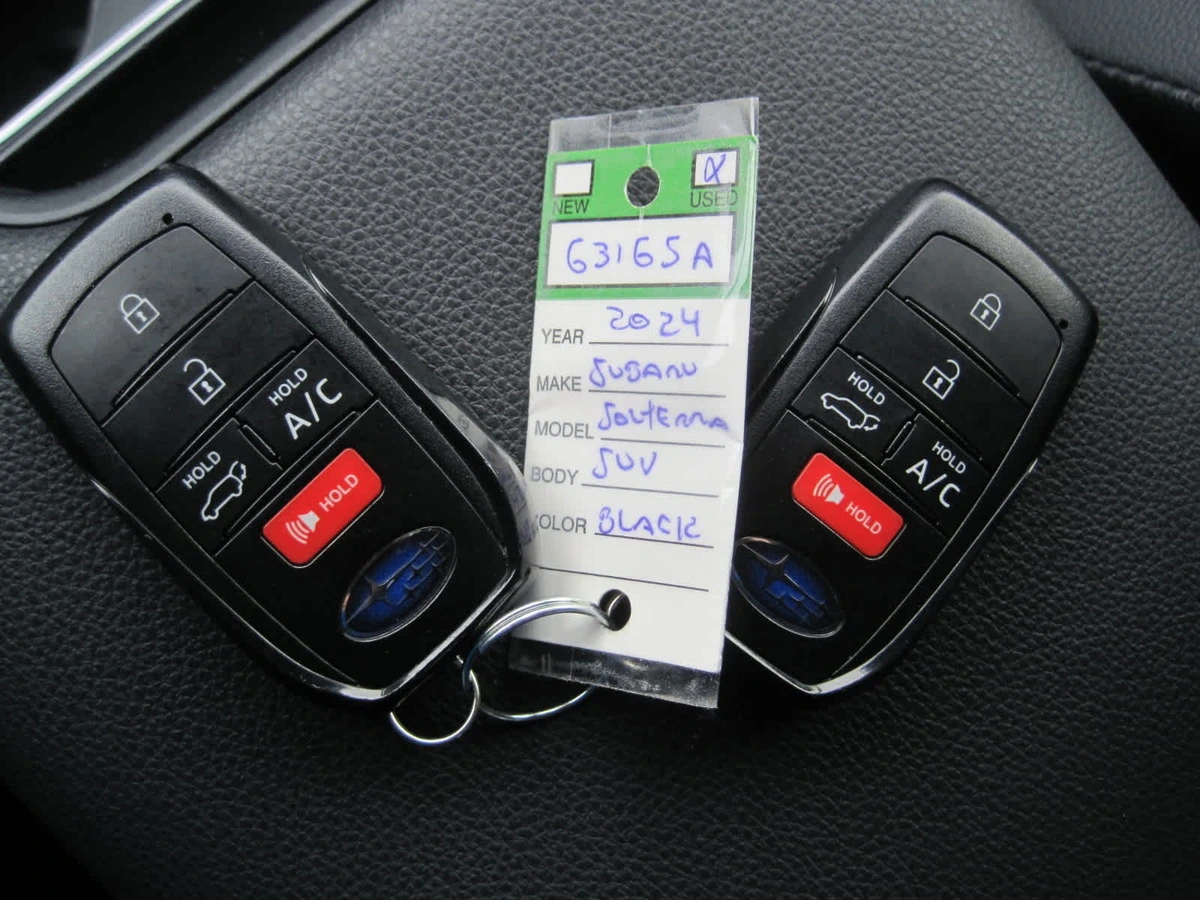 NEW
USED
63165A
YEAR 2024
MAKE SUBARU
MODEL SOLTERRA
BODY SUV
COLOR BLACK
HOLD
A/C
HOLD
HOLD
HOLD
HOLD
A/C
HOLD